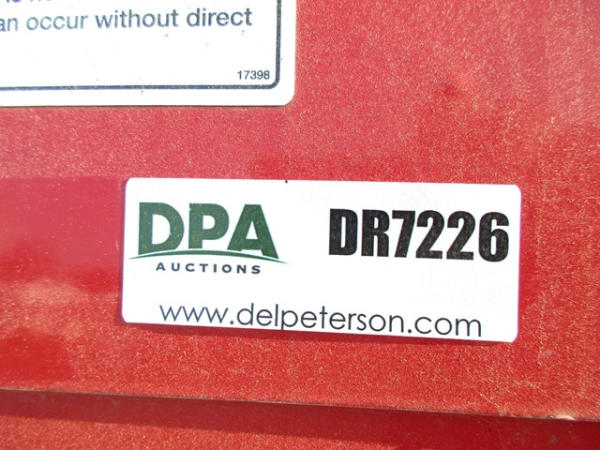 an occur without direct
17398
DPA
AUCTIONS
DR7226
www.delpeterson.com